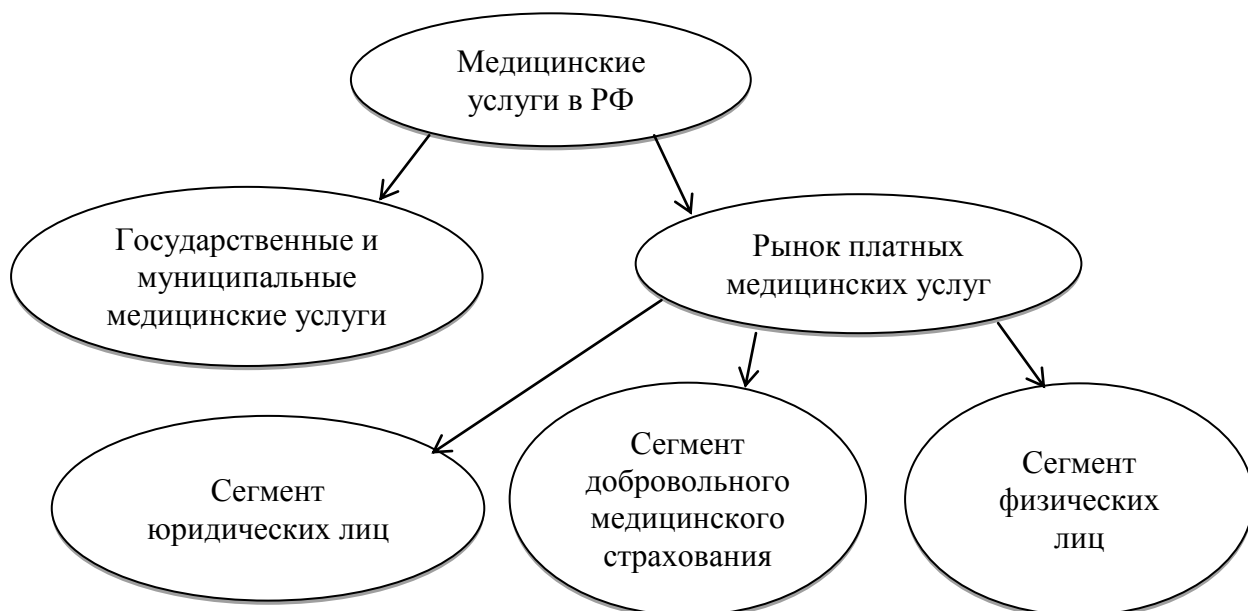 Медицинские
услуги в РФ
Государственные и
муниципальные
медицинские услуги
Рынок платных
медицинских услуг
Сегмент
юридических лиц
Сегмент
добровольного
медицинского
страхования
Сегмент
физических
лиц